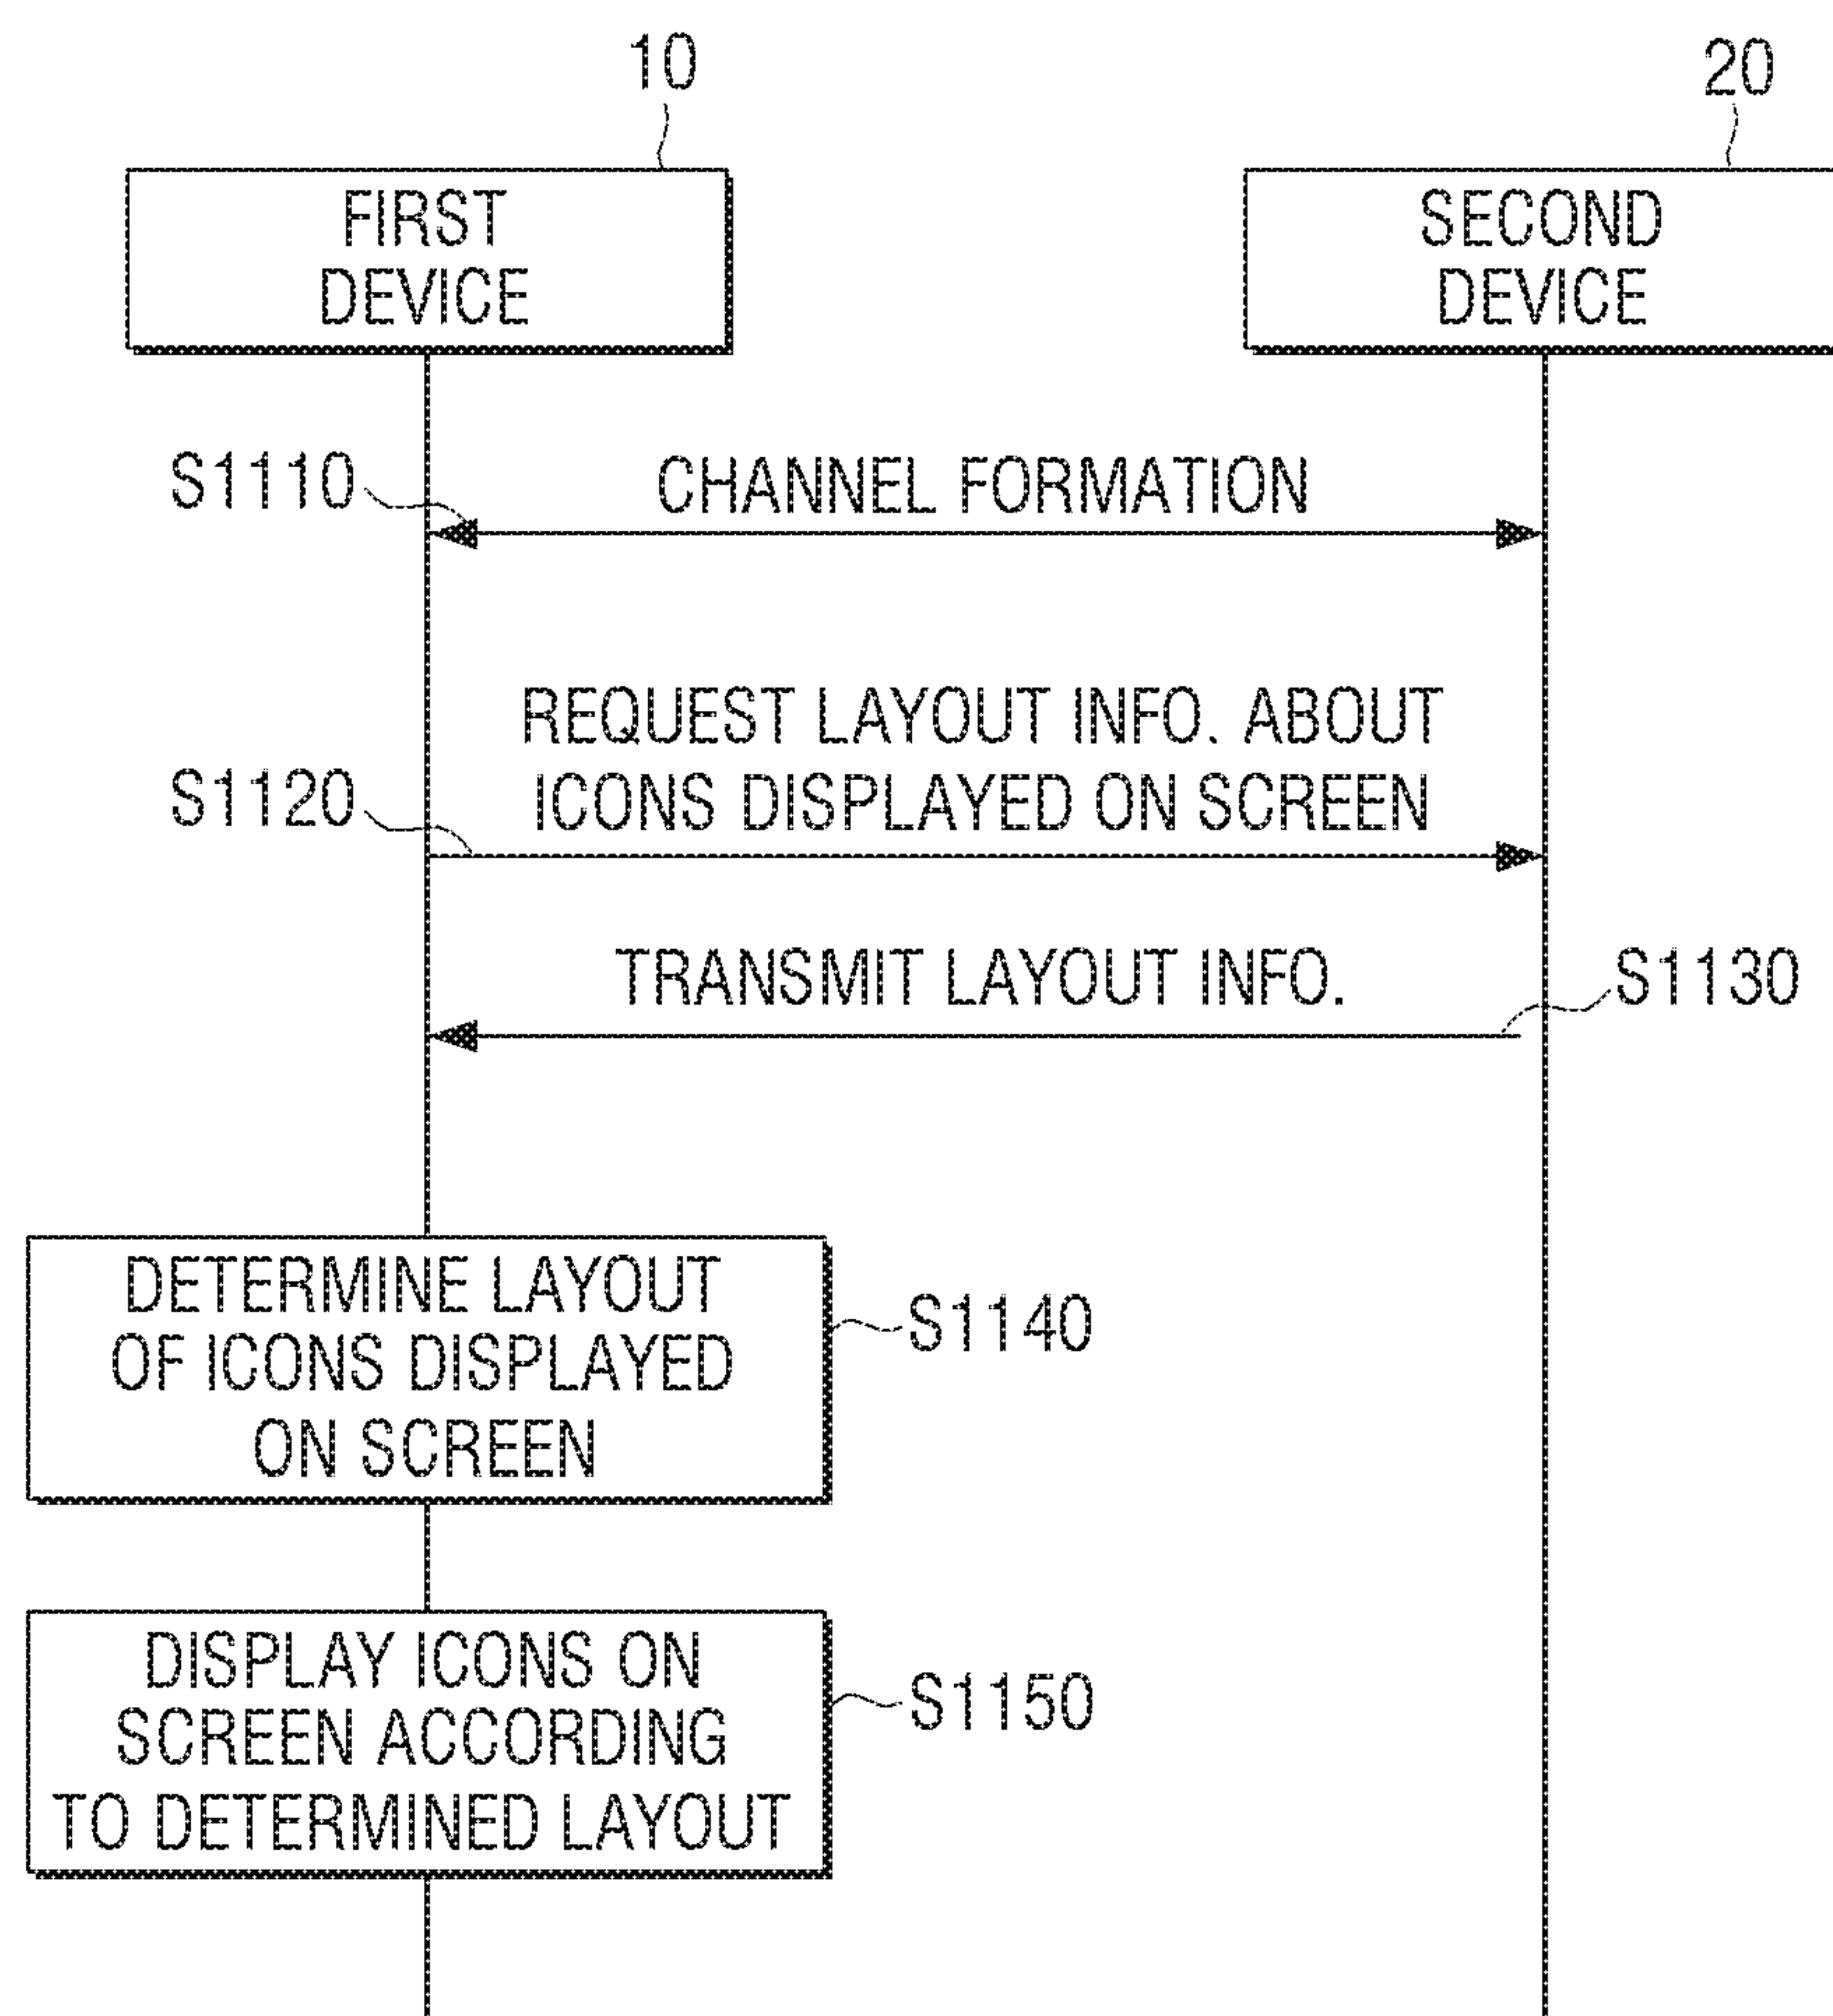 10
20
FIRST
DEVICE
SECOND
DEVICE
S1110
CHANNEL FORMATION
REQUEST LAYOUT INFO. ABOUT
ICONS DISPLAYED ON SCREEN
S1120
TRANSMIT LAYOUT INFO.
S1130
DETERMINE LAYOUT
OF ICONS DISPLAYED
ON SCREEN
S1140
DISPLAY ICONS ON
SCREEN ACCORDING
TO DETERMINED LAYOUT
S1150